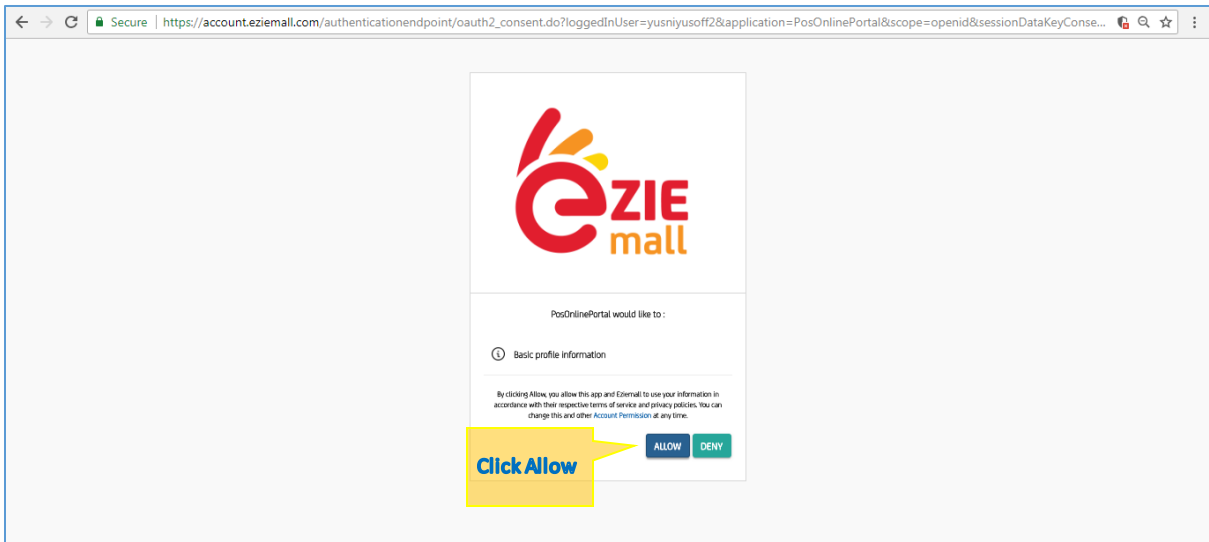 Secure | https://account.eziemall.com/authenticationendpoint/oauth2_consent.do?loggedInUser=yusniyusoff2&application=PosOnlinePortal&scope=openid&sessionDataKeyConse...
eZIE
mall
PosOnlinePortal would like to :
Basic profile information
By clicking Allow, you allow this app and Eziemall to use your information in
accordance with their respective terms of service and privacy policies. You can
change this and other Account Permission at any time.
ALLOW DENY
Click Allow